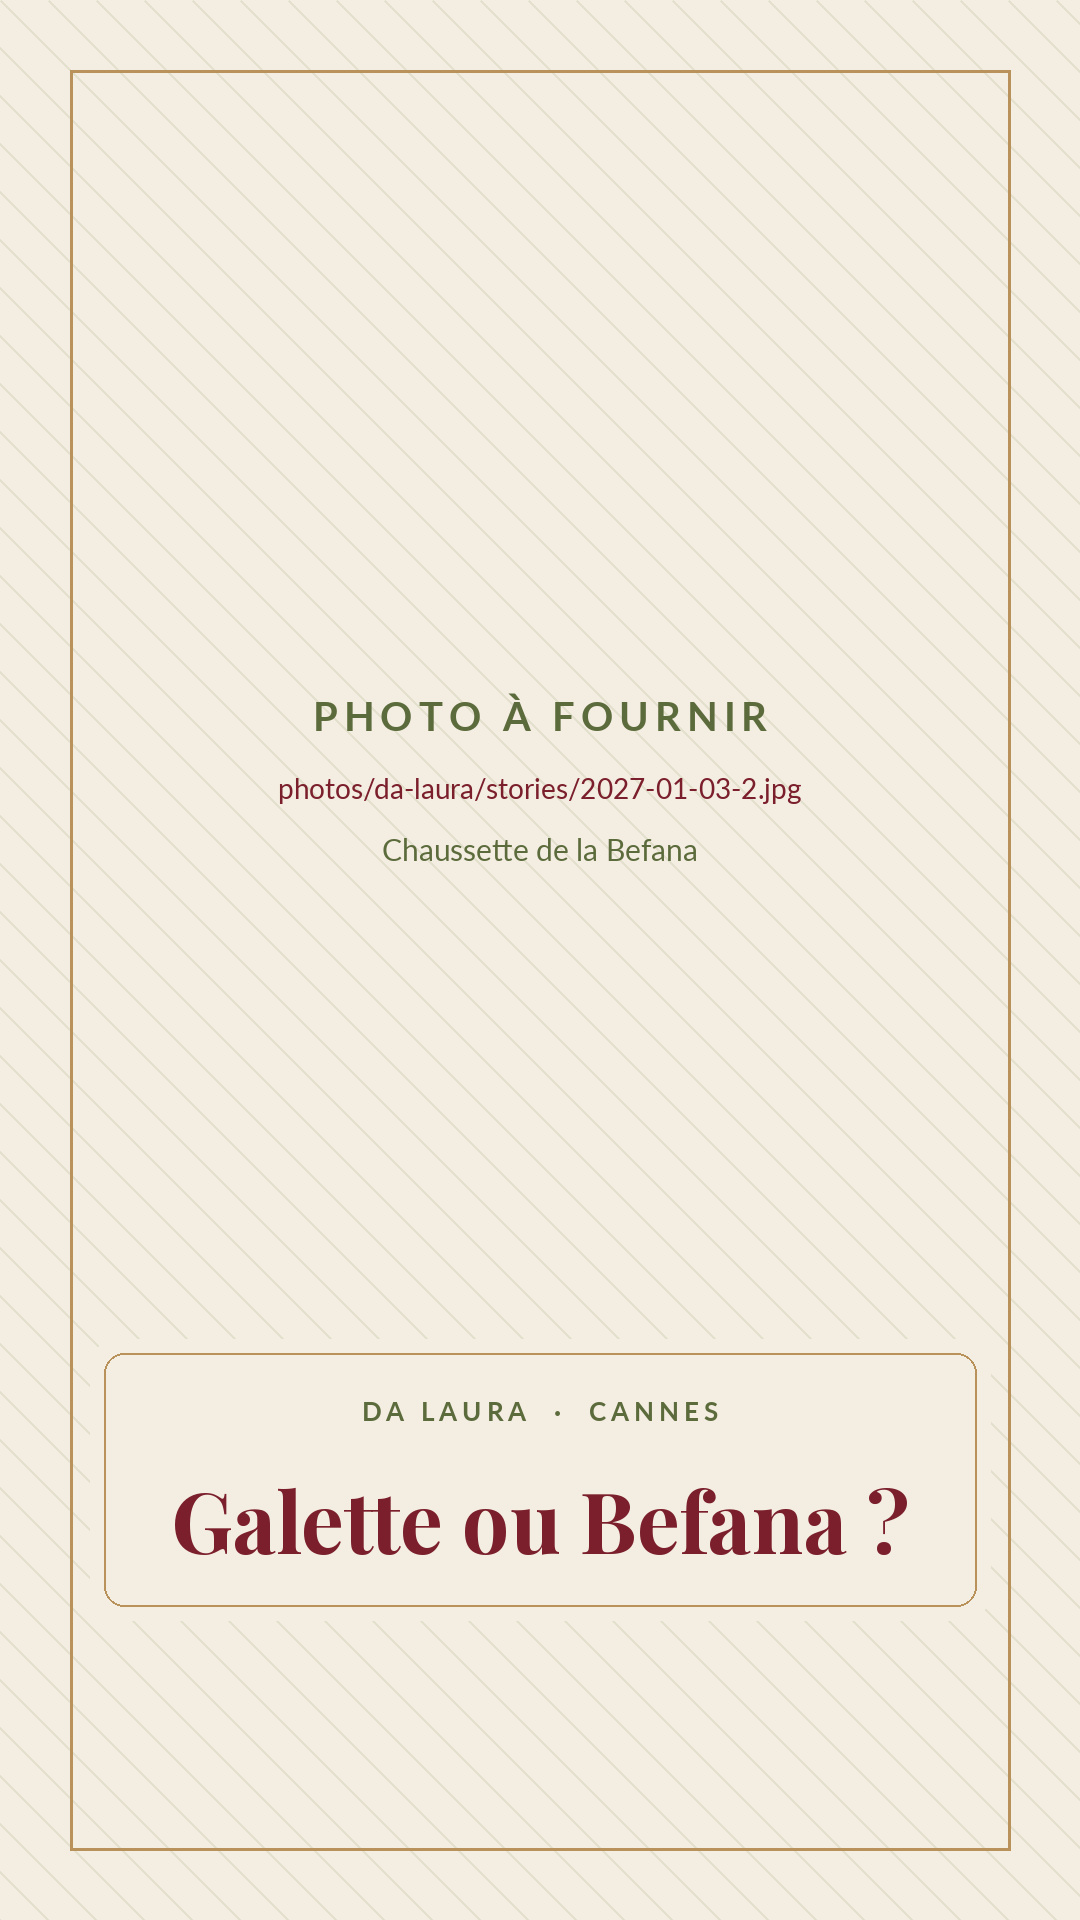 PHOTO À FOURNIR
photos/da-laura/stories/2027-01-03-2.jpg
Chaussette de la Befana
DA LAURA · CANNES
Galette ou Befana ?